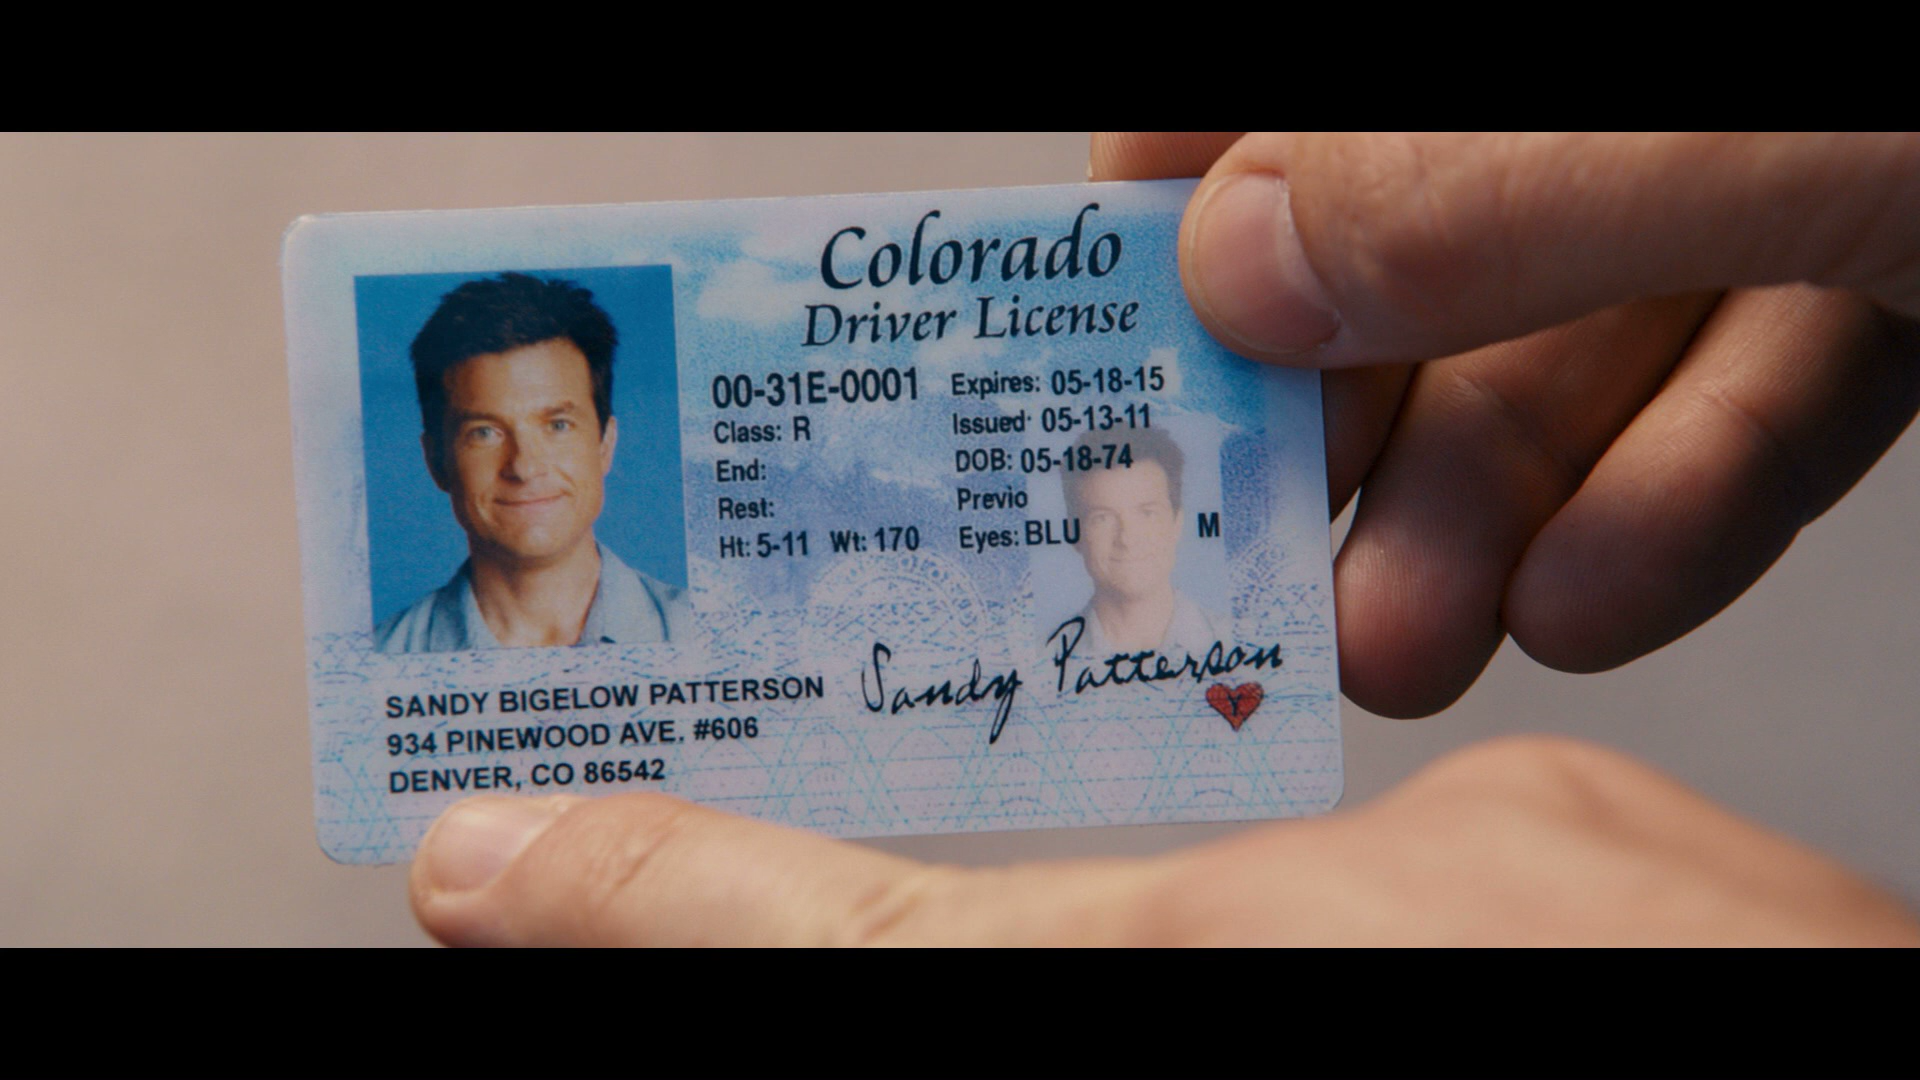 Colorado
Driver License
00-31E-0001
Class: R
End:
Rest:
Ht: 5-11 Wt: 170
Expires: 05-18-15
Issued: 05-13-11
DOB: 05-18-74
Previo
Eyes: BLU M
Sandy Patterson
Y
SANDY BIGELOW PATTERSON
934 PINEWOOD AVE. #606
DENVER, CO 86542